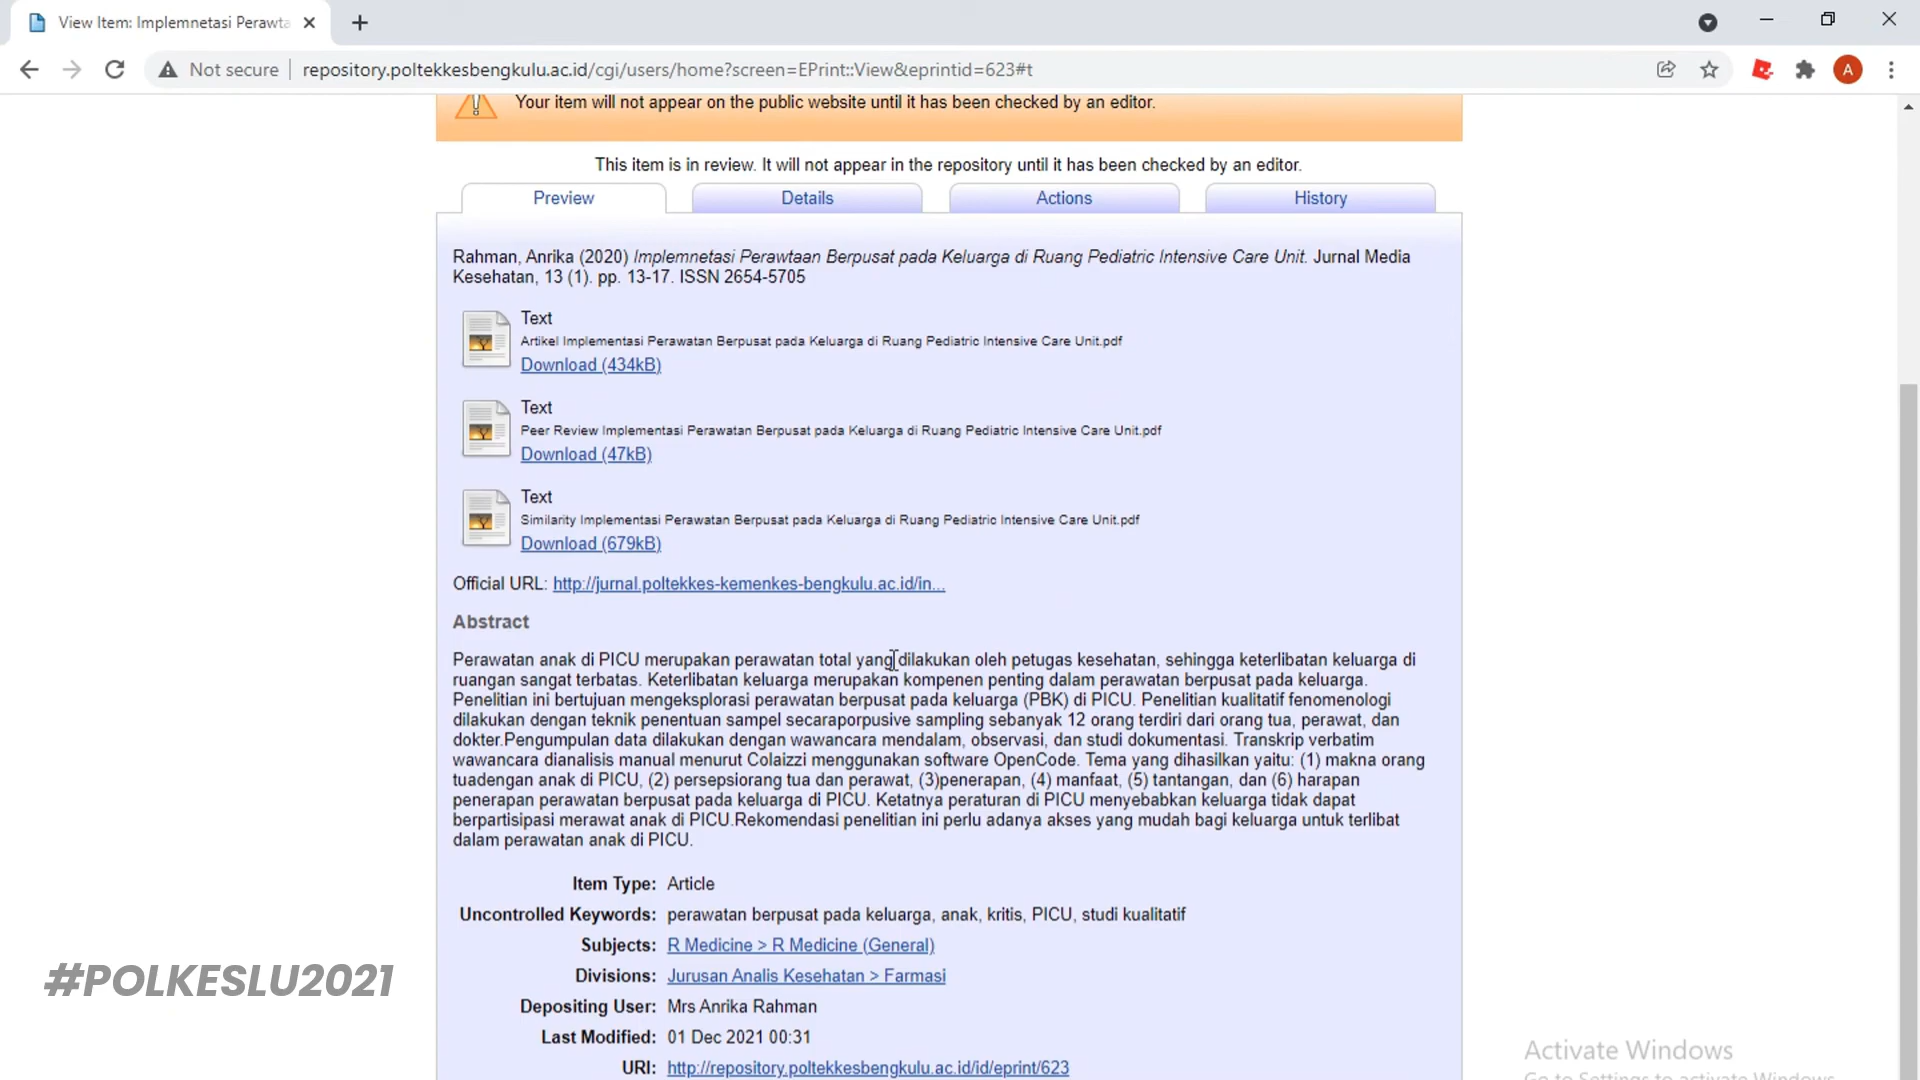 View Item: Implemnetasi Perawta
Not secure
repository.poltekkesbengkulu.ac.id/cgi/users/home?screen=EPrint::View&eprintid=623#t
A
Your item will not appear on the public website until it has been checked by an editor.
This item is in review. It will not appear in the repository until it has been checked by an editor.
Preview
Details
Actions
History
Rahman, Anrika (2020) Implemnetasi Perawtaan Berpusat pada Keluarga di Ruang Pediatric Intensive Care Unit. Jurnal Media
Kesehatan, 13 (1). pp. 13-17. ISSN 2654-5705
Text
Artikel Implementasi Perawatan Berpusat pada Keluarga di Ruang Pediatric Intensive Care Unit.pdf
Download (434kB)
Text
Peer Review Implementasi Perawatan Berpusat pada Keluarga di Ruang Pediatric Intensive Care Unit.pdf
Download (47kB)
Text
Similarity Implementasi Perawatan Berpusat pada Keluarga di Ruang Pediatric Intensive Care Unit.pdf
Download (679kB)
Official URL: http://jurnal.poltekkes-kemenkes-bengkulu.ac.id/in...
Abstract
Perawatan anak di PICU merupakan perawatan total yang dilakukan oleh petugas kesehatan, sehingga keterlibatan keluarga di
ruangan sangat terbatas. Keterlibatan keluarga merupakan kompenen penting dalam perawatan berpusat pada keluarga.
Penelitian ini bertujuan mengeksplorasi perawatan berpusat pada keluarga (PBK) di PICU. Penelitian kualitatif fenomenologi
dilakukan dengan teknik penentuan sampel secaraporpusive sampling sebanyak 12 orang terdiri dari orang tua, perawat, dan
dokter.Pengumpulan data dilakukan dengan wawancara mendalam, observasi, dan studi dokumentasi. Transkrip verbatim
wawancara dianalisis manual menurut Colaizzi menggunakan software OpenCode. Tema yang dihasilkan yaitu: (1) makna orang
tuadengan anak di PICU, (2) persepsiorang tua dan perawat, (3)penerapan, (4) manfaat, (5) tantangan, dan (6) harapan
penerapan perawatan berpusat pada keluarga di PICU. Ketatnya peraturan di PICU menyebabkan keluarga tidak dapat
berpartisipasi merawat anak di PICU.Rekomendasi penelitian ini perlu adanya akses yang mudah bagi keluarga untuk terlibat
dalam perawatan anak di PICU.
Item Type: Article
Uncontrolled Keywords: perawatan berpusat pada keluarga, anak, kritis, PICU, studi kualitatif
Subjects: R Medicine > R Medicine (General)
Divisions: Jurusan Analis Kesehatan > Farmasi
Depositing User: Mrs Anrika Rahman
Last Modified: 01 Dec 2021 00:31
URI: http://repository.poltekkesbengkulu.ac.id/id/eprint/623
#POLKESLU2021
Activate Windows
Go to Settings to activate Windows.